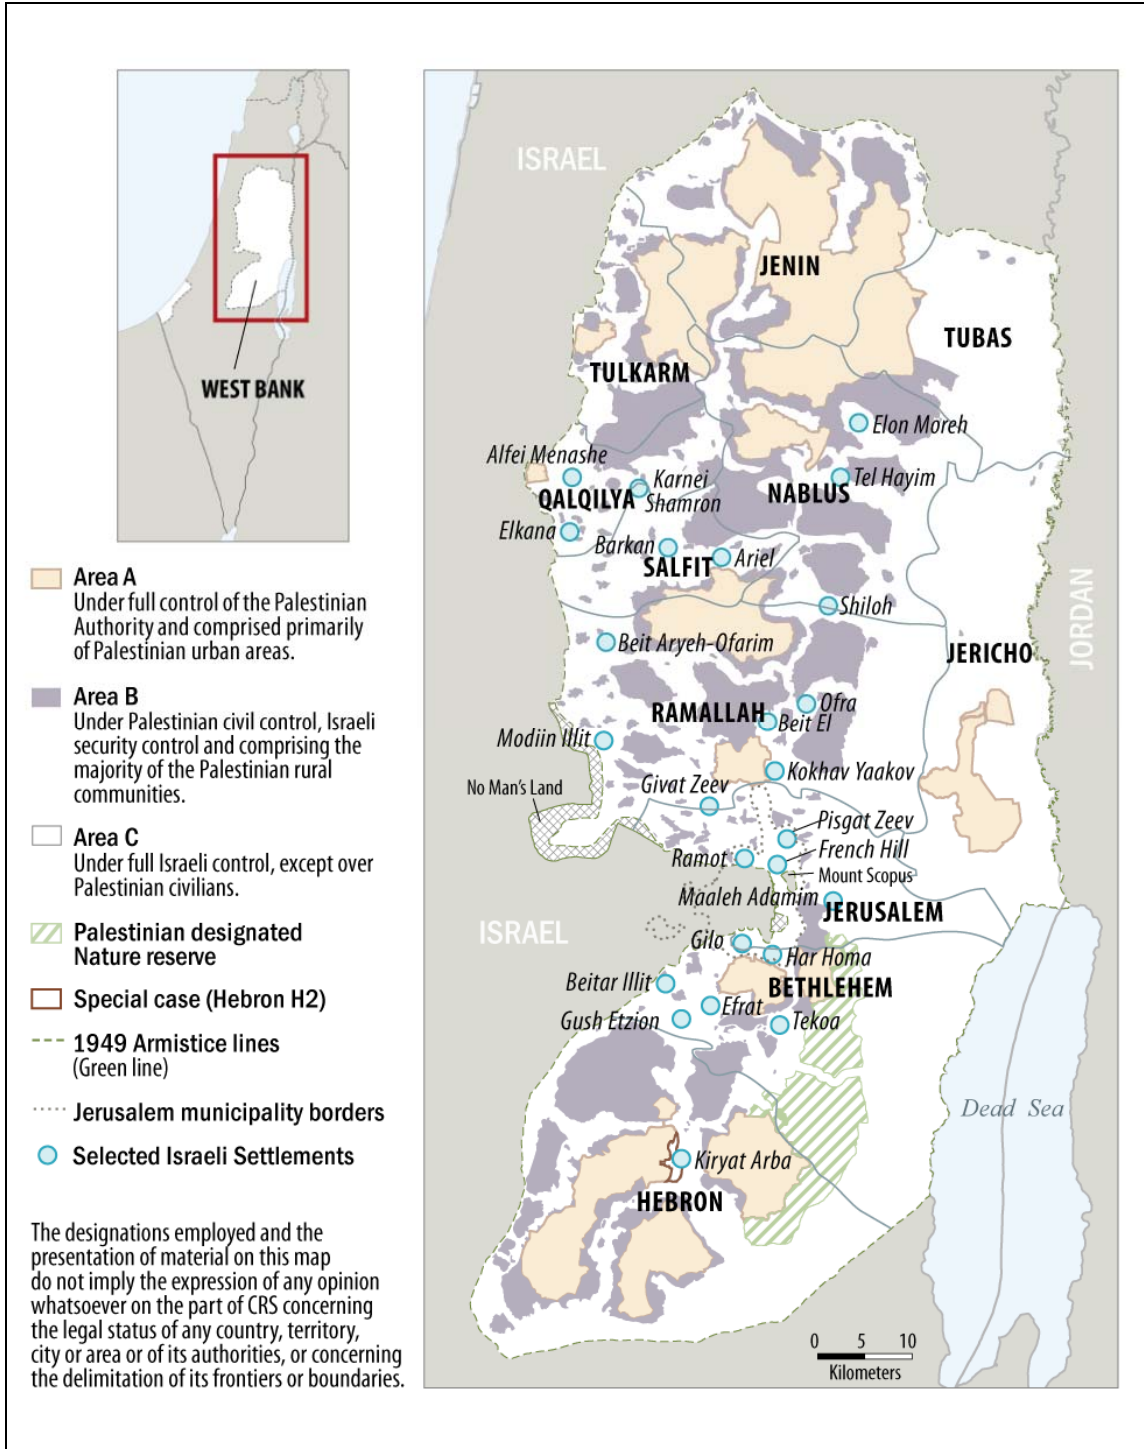 WEST BANK
Area A
Under full control of the Palestinian
Authority and comprised primarily
of Palestinian urban areas.
Area B
Under Palestinian civil control, Israeli
security control and comprising the
majority of the Palestinian rural
communities.
Area C
Under full Israeli control, except over
Palestinian civilians.
Palestinian designated
Nature reserve
Special case (Hebron H2)
1949 Armistice lines
(Green line)
Jerusalem municipality borders
Selected Israeli Settlements
The designations employed and the
presentation of material on this map
do not imply the expression of any opinion
whatsoever on the part of CRS concerning
the legal status of any country, territory,
city or area or of its authorities, or concerning
the delimitation of its frontiers or boundaries.
ISRAEL
JENIN
TUBAS
TULKARM
Elon Moreh
Alfei Menashe
Karnei
Shamron
QALQILYA
NABLUS
Tel Hayim
Elkana
Barkan
Ariel
SALFIT
Shiloh
Beit Aryeh-Ofarim
JERICHO
JORDAN
Ofra
RAMALLAH
Beit El
Modiin Illit
Kokhav Yaakov
No Man's Land
Givat Zeev
Pisgat Zeev
French Hill
Ramot
Mount Scopus
Maaleh Adamim
JERUSALEM
ISRAEL
Gilo
Har Homa
Beitar Illit
BETHLEHEM
Efrat
Gush Etzion
Tekoa
Dead Sea
Kiryat Arba
HEBRON
0 5 10
Kilometers